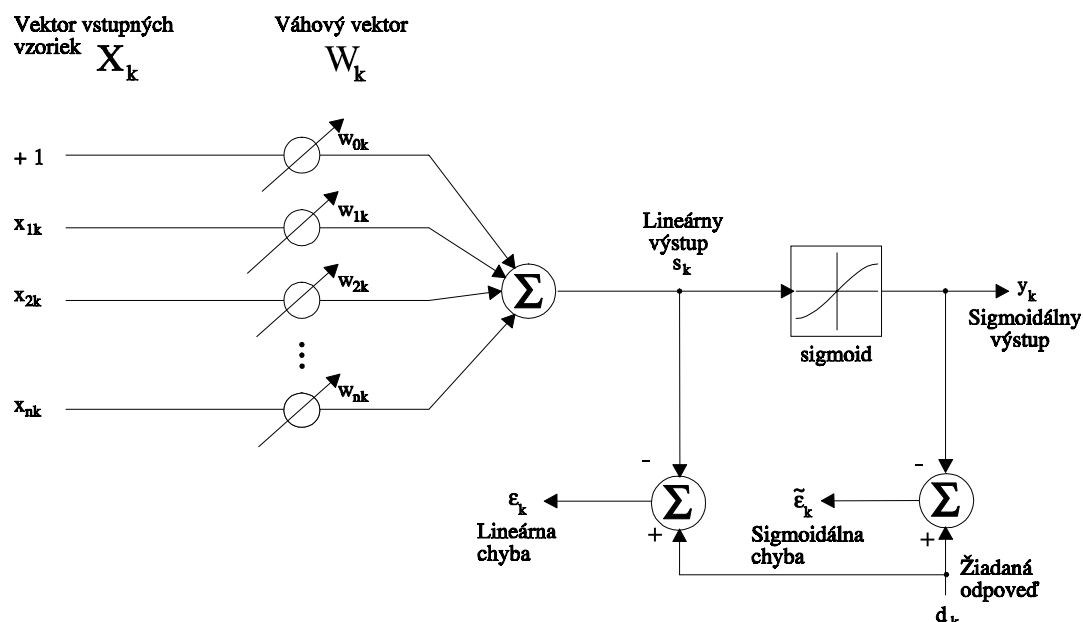 Vektor vstupných
vzoriek X_k
Váhový vektor
W_k
+ 1
w_0k
x_1k
w_1k
x_2k
w_2k
x_nk
w_nk
Σ
Lineárny
výstup
s_k
sigmoid
y_k
Sigmoidálny
výstup
-
Σ
+
ε_k
Lineárna
chyba
-
Σ
+
ε̃_k
Sigmoidálna
chyba
Žiadaná
odpoveď
d_k